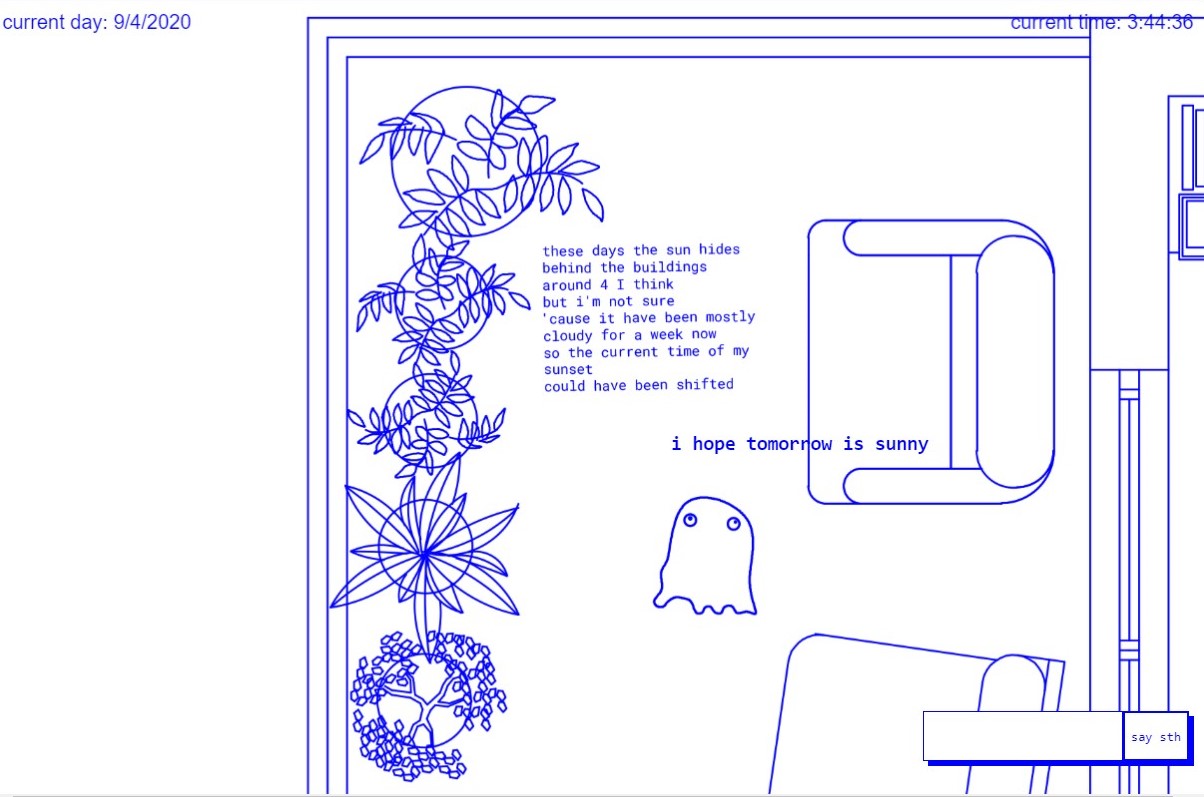 current day: 9/4/2020
current time: 3:44:36
these days the sun hides
behind the buildings
around 4 I think
but i'm not sure
'cause it have been mostly
cloudy for a week now
so the current time of my
sunset
could have been shifted
i hope tomorrow is sunny
say sth